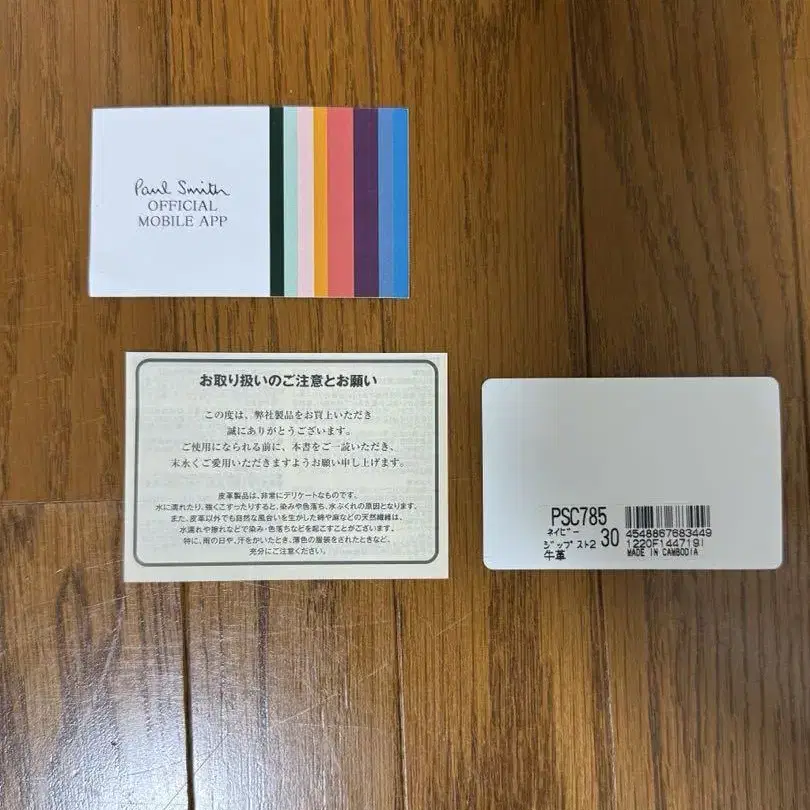 Paul Smith
OFFICIAL
MOBILE APP
お取り扱いのご注意とお願い
この度は、弊社製品をお買上いただき
誠にありがとうございます。
ご使用になられる前に、本書をご一読いただき、
末永くご愛用いただきますようお願い申し上げます。
皮革製品は、非常にデリケートなものです。
水に濡れたり、強くこすったりすると、染みや色落ち、水ぶくれの原因となります。
また、皮革以外でも自然な風合いを生かした綿や麻などの天然繊維は、
水濡れや擦れなどで染み・色落ちなどを起こすことがございます。
特に、雨の日や、汗をかいたとき、薄色の服装をされたときなど、
充分にご注意ください。
PSC785
ネイビー
ジップスト2 30
牛革
4548867683449
1220F144719I
MADE IN CAMBODIA